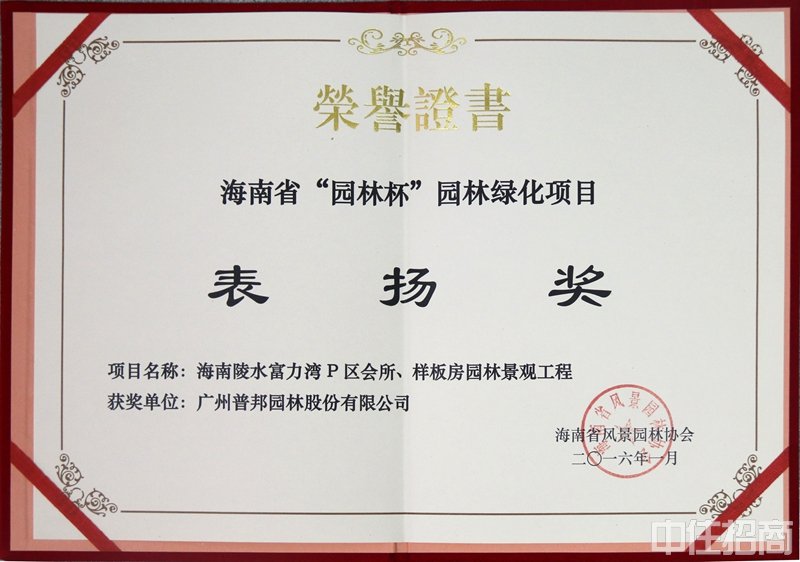 榮譽證書
海南省“园林杯”园林绿化项目
表扬奖
项目名称：海南陵水富力湾P区会所、样板房园林景观工程
获奖单位：广州普邦园林股份有限公司
海南省风景园林协会
海南省风景园林协会
二〇一六年一月
中任招商